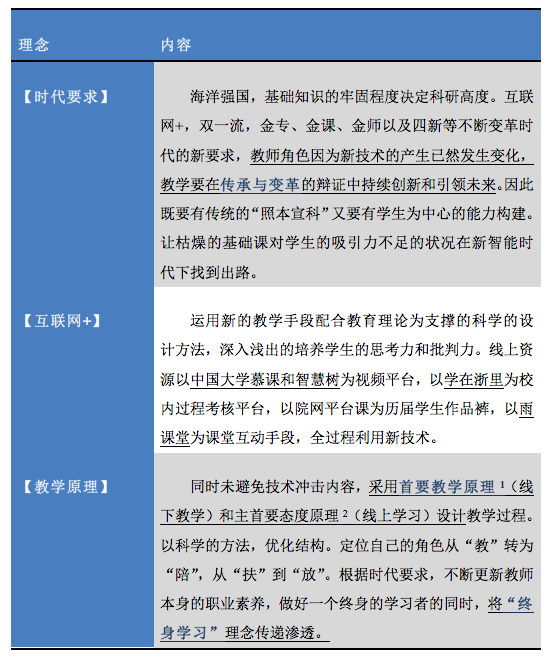 理念 内容
【时代要求】 海洋强国，基础知识的牢固程度决定科研高度。互联
网+，双一流，金专、金课、金师以及四新等不断变革时
代的新要求，教师角色因为新技术的产生已然发生变化，
教学要在传承与变革的辩证中持续创新和引领未来。因此
既要有传统的“照本宣科”又要有学生为中心的能力构建。
让枯燥的基础课对学生的吸引力不足的状况在新智能时
代下找到出路。
【互联网+】 运用新的教学手段配合教育理论为支撑的科学的设
计方法，深入浅出的培养学生的思考力和批判力。线上资
源以中国大学慕课和智慧树为视频平台，以学在浙里为校
内过程考核平台，以院网平台课为历届学生作品裤，以雨
课堂为课堂互动手段，全过程利用新技术。
【教学原理】 同时未避免技术冲击内容，采用首要教学原理 1（线
下教学）和主首要态度原理 2（线上学习）设计教学过程。
以科学的方法，优化结构。定位自己的角色从“教”转为
“陪”，从“扶”到“放”。根据时代要求，不断更新教师
本身的职业素养，做好一个终身的学习者的同时，将“终
身学习”理念传递渗透。